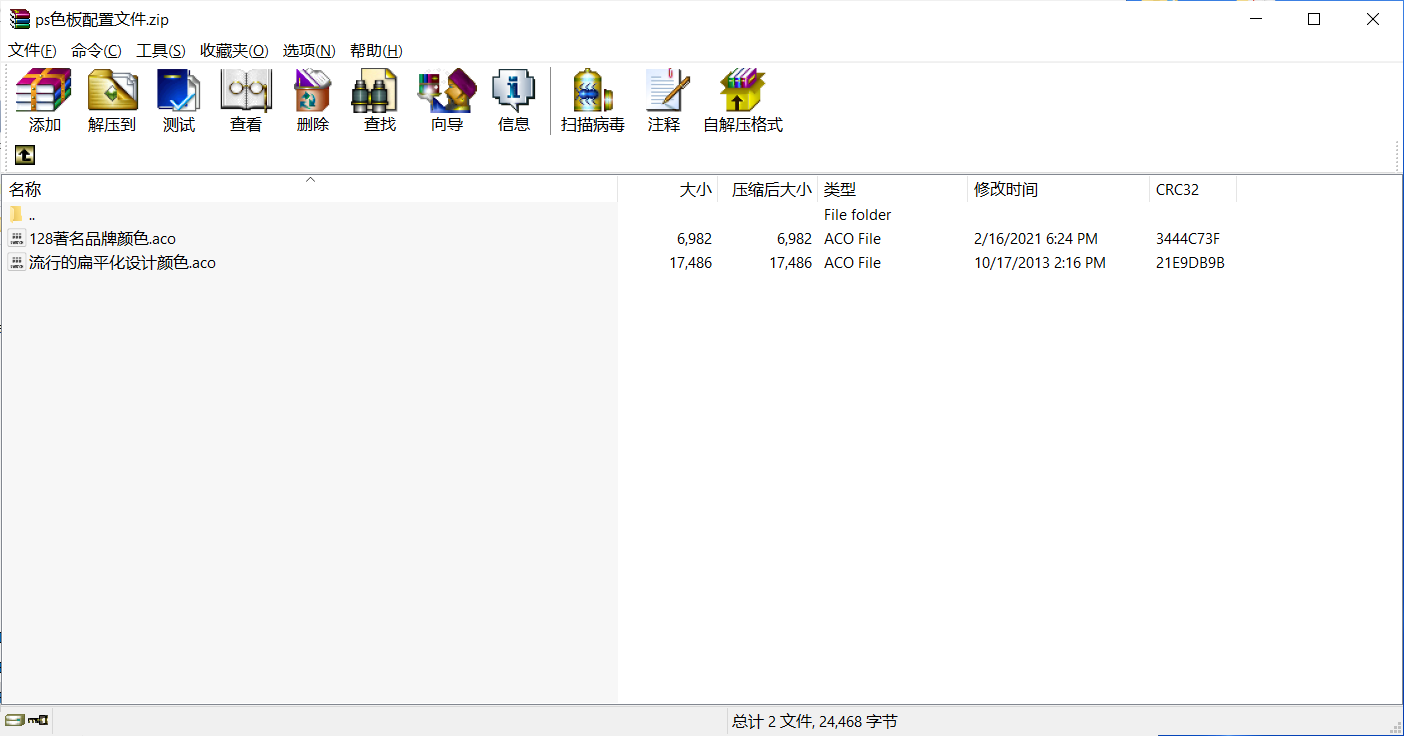 ps色板配置文件.zip
文件(F) 命令(C) 工具(S) 收藏夹(O) 选项(N) 帮助(H)
添加 解压到 测试 查看 删除 查找 向导 信息 扫描病毒 注释 自解压格式
名称 大小 压缩后大小 类型 修改时间 CRC32
.. File folder
128著名品牌颜色.aco 6,982 6,982 ACO File 2/16/2021 6:24 PM 3444C73F
流行的扁平化设计颜色.aco 17,486 17,486 ACO File 10/17/2013 2:16 PM 21E9DB9B
总计 2 文件, 24,468 字节